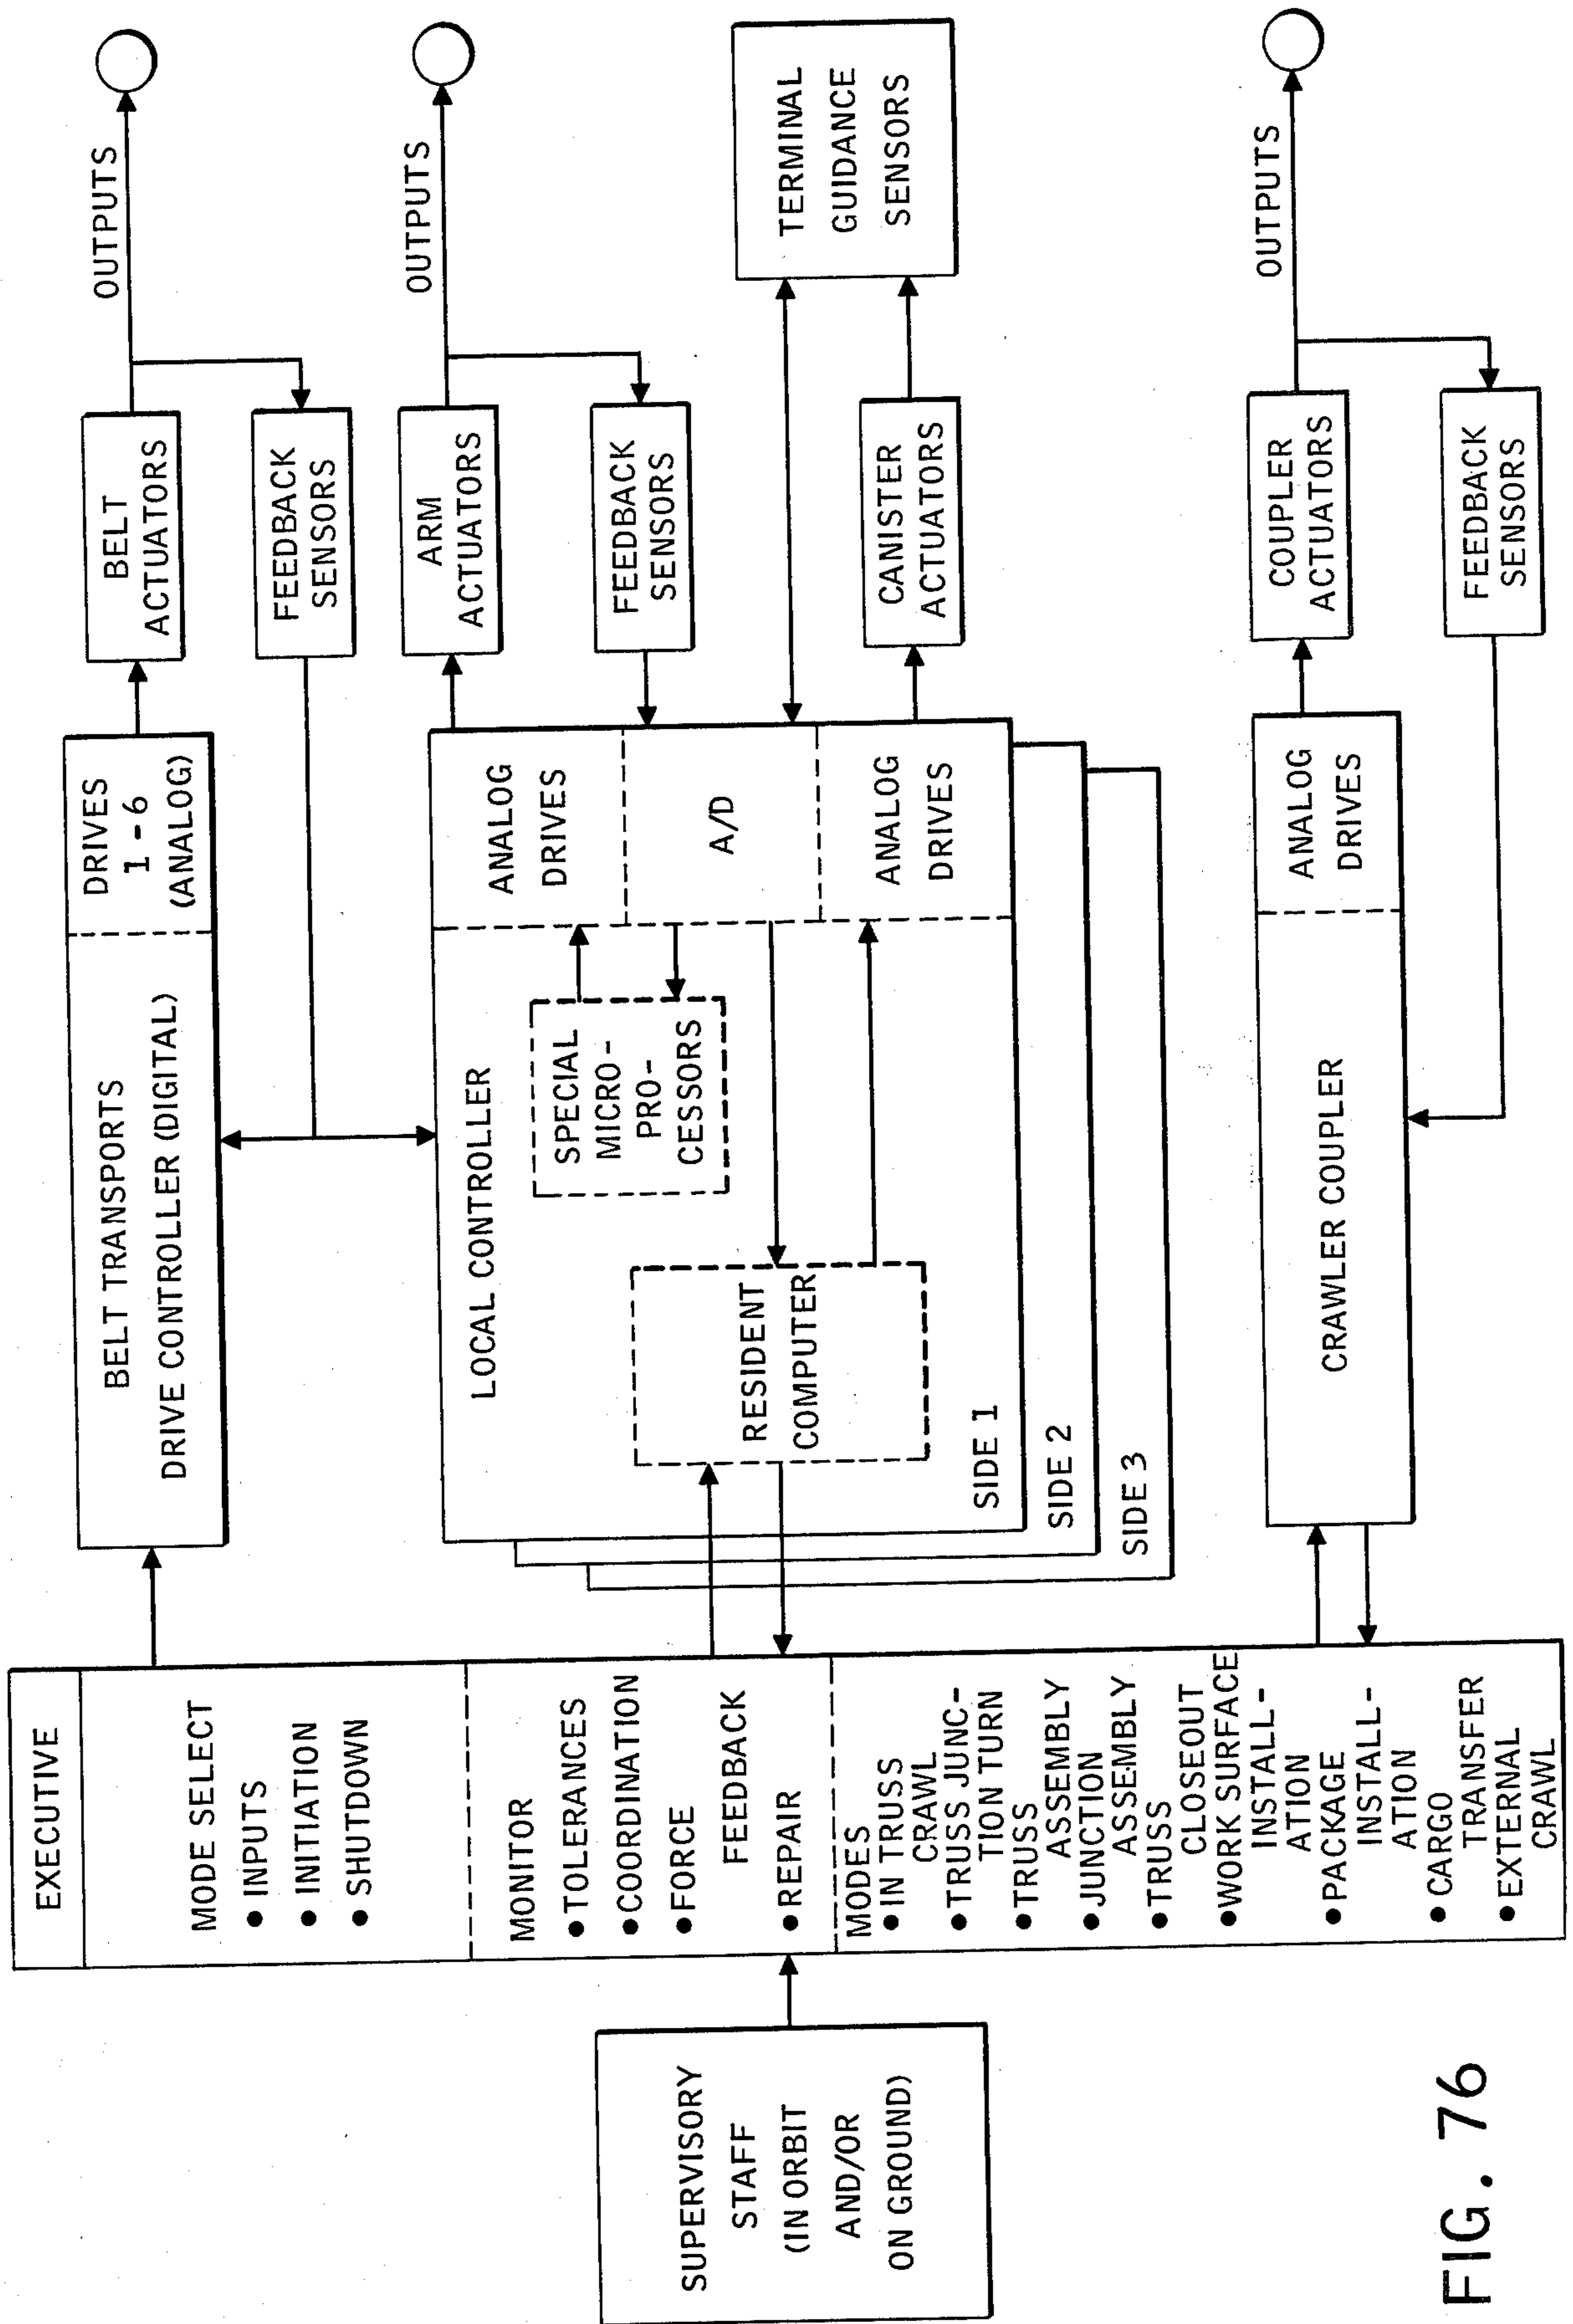 SUPERVISORY
STAFF
(IN ORBIT
AND/OR
ON GROUND)
EXECUTIVE
MODE SELECT
● INPUTS
● INITIATION
● SHUTDOWN
MONITOR
● TOLERANCES
● COORDINATION
● FORCE
FEEDBACK
● REPAIR
MODES
● IN TRUSS
CRAWL
● TRUSS JUNC-
TION TURN
● TRUSS
ASSEMBLY
● JUNCTION
ASSEMBLY
● TRUSS
CLOSEOUT
● WORK SURFACE
INSTALL-
ATION
● PACKAGE
INSTALL-
ATION
● CARGO
TRANSFER
● EXTERNAL
CRAWL
BELT TRANSPORTS
DRIVE CONTROLLER (DIGITAL)
DRIVES
1-6
(ANALOG)
BELT
ACTUATORS
OUTPUTS
FEEDBACK
SENSORS
LOCAL CONTROLLER
SPECIAL
MICRO-
PRO-
CESSORS
RESIDENT
COMPUTER
SIDE 1
SIDE 2
SIDE 3
ANALOG
DRIVES
A/D
ANALOG
DRIVES
ARM
ACTUATORS
OUTPUTS
FEEDBACK
SENSORS
TERMINAL
GUIDANCE
SENSORS
CANISTER
ACTUATORS
CRAWLER COUPLER
ANALOG
DRIVES
COUPLER
ACTUATORS
OUTPUTS
FEEDBACK
SENSORS
FIG. 76